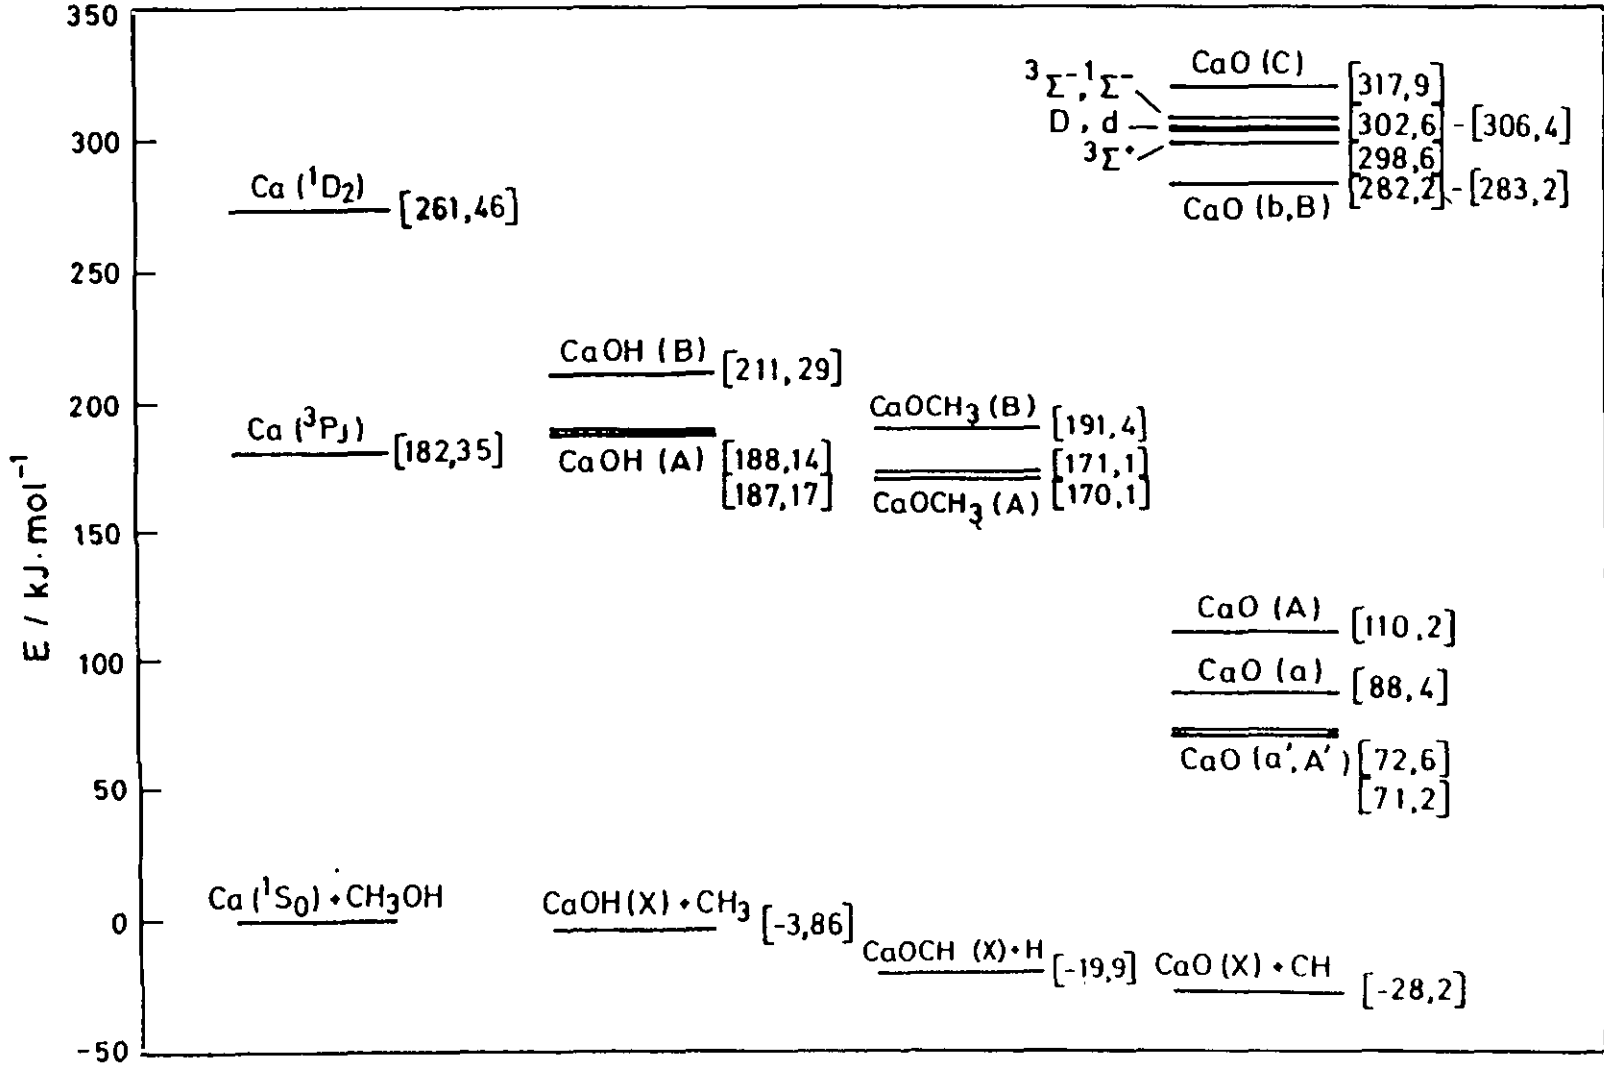 350
300
250
200
150
100
50
0
-50
E / kJ.mol⁻¹
Ca (¹D₂) [261,46]
Ca (³PJ) [182,35]
Ca (¹S₀) + CH₃OH
CaOH (B) [211,29]
CaOH (A) [188,14]
[187,17]
CaOH(X) + CH₃ [-3,86]
CaOCH₃ (B) [191,4]
[171,1]
CaOCH₃ (A) [170,1]
CaOCH (X) + H [-19,9]
CaO (C) [317,9]
³Σ⁻,¹Σ⁻
D, d [302,6] - [306,4]
³Σ⁺ [298,6]
CaO (b,B) [282,2] - [283,2]
CaO (A) [110,2]
CaO (a) [88,4]
CaO (a′,A′) [72,6]
[71,2]
CaO (X) + CH [-28,2]